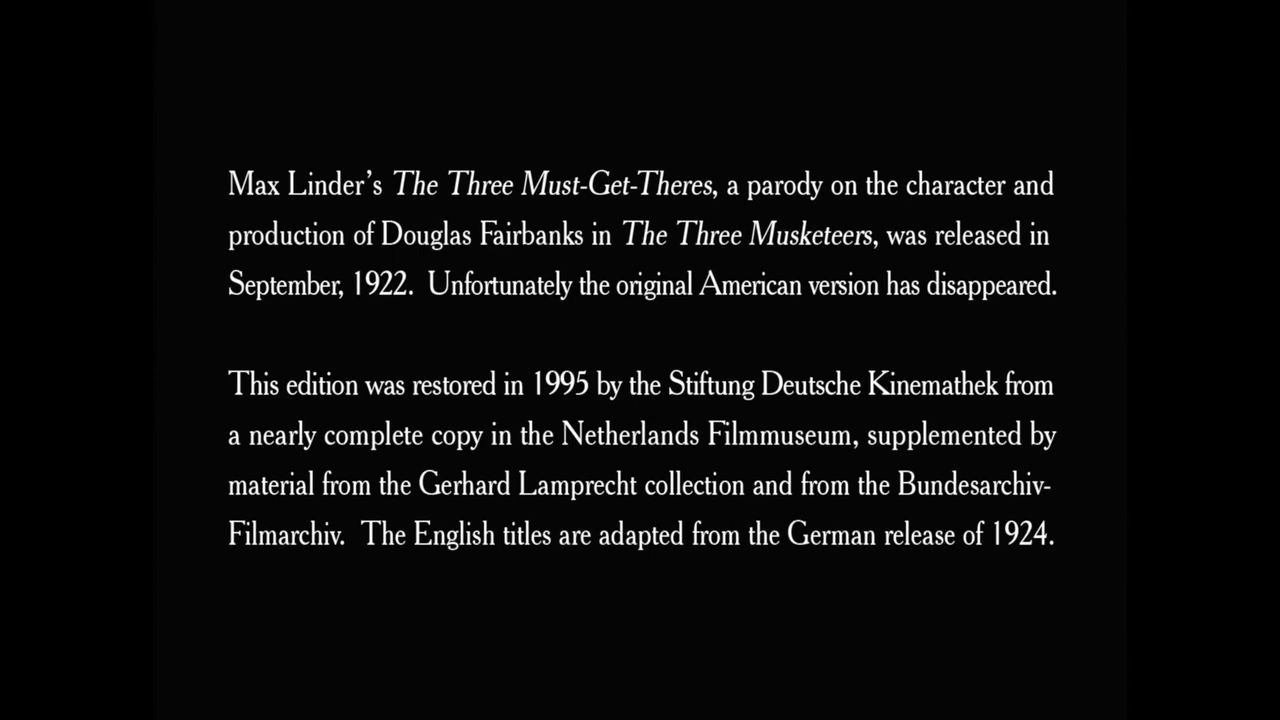 Max Linder’s The Three Must-Get-Theres, a parody on the character and
production of Douglas Fairbanks in The Three Musketeers, was released in
September, 1922. Unfortunately the original American version has disappeared.
This edition was restored in 1995 by the Stiftung Deutsche Kinemathek from
a nearly complete copy in the Netherlands Filmmuseum, supplemented by
material from the Gerhard Lamprecht collection and from the Bundesarchiv-
Filmarchiv. The English titles are adapted from the German release of 1924.